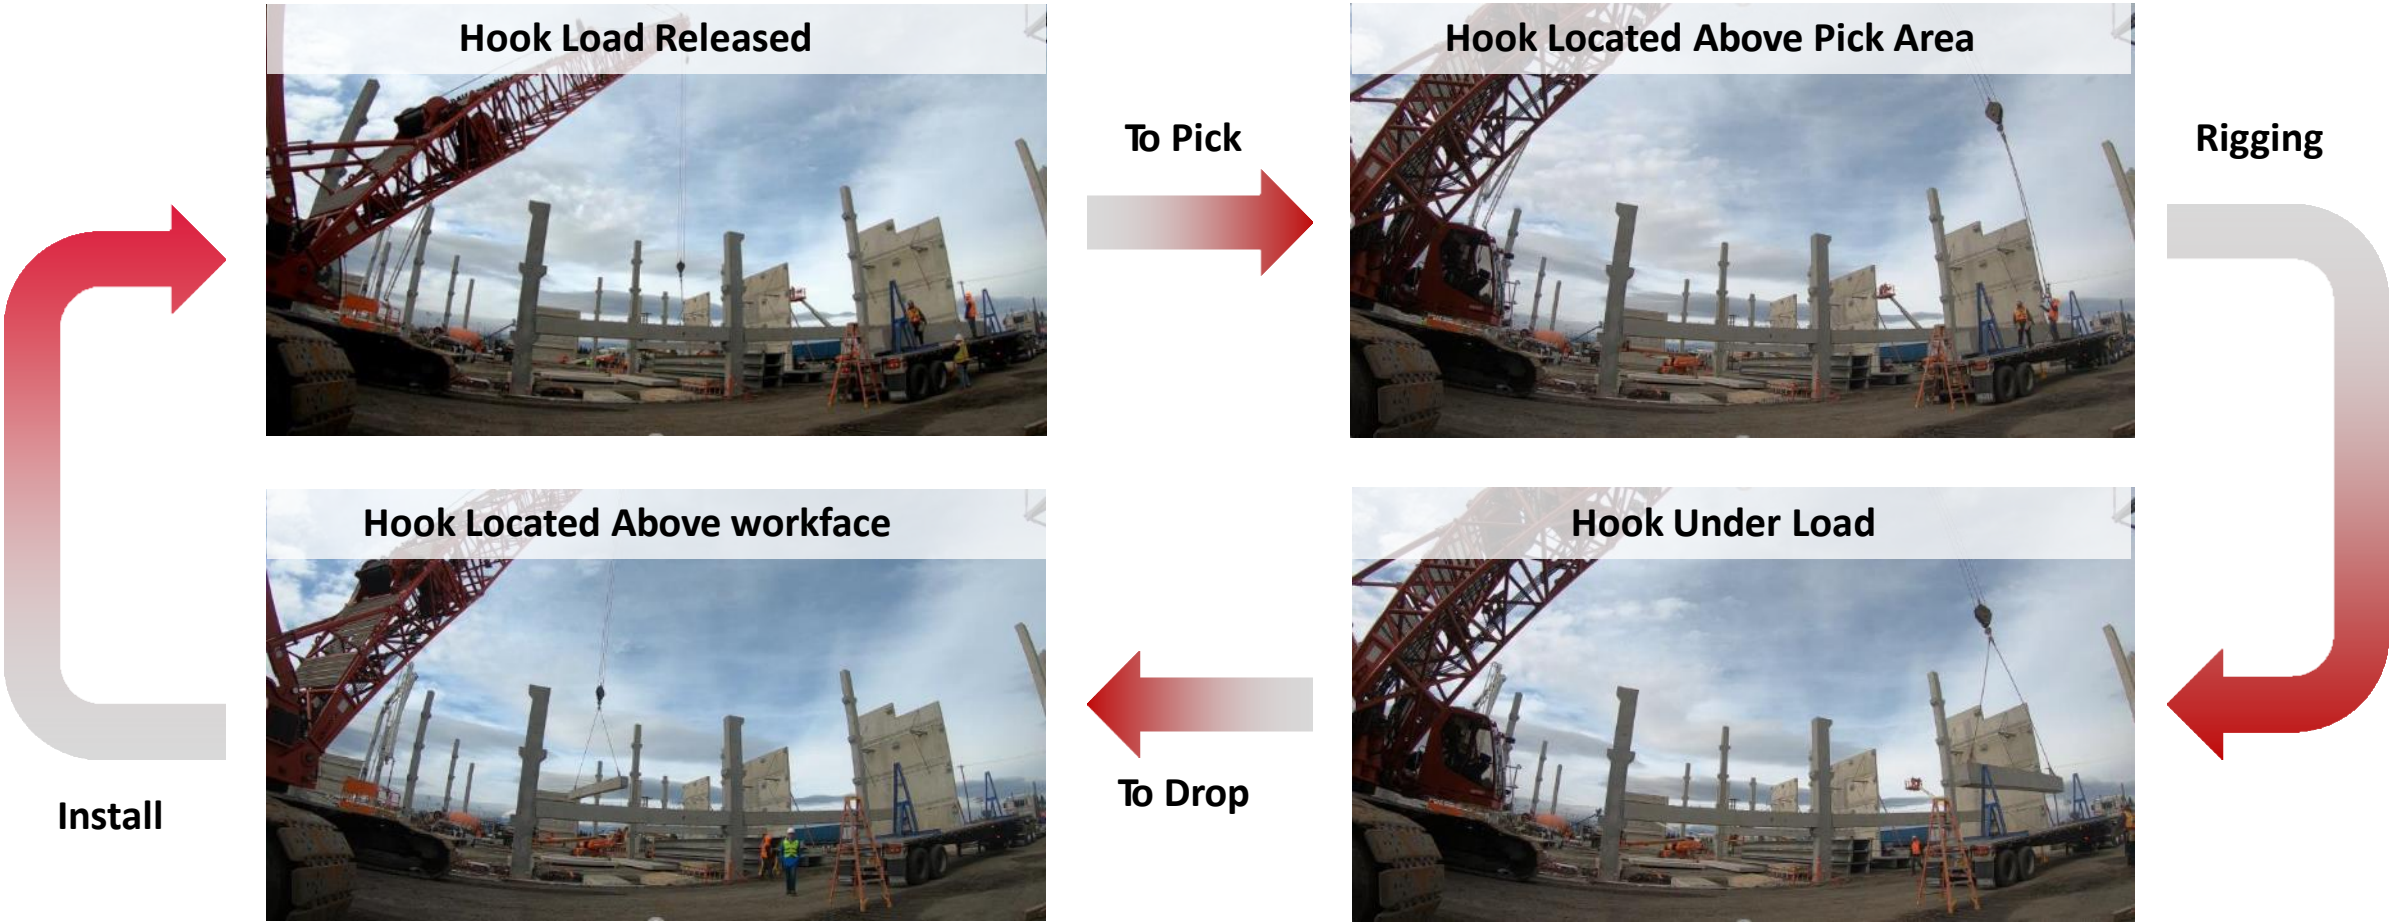 Hook Load Released
Hook Located Above Pick Area
To Pick
Rigging
Hook Located Above workface
Hook Under Load
To Drop
Install